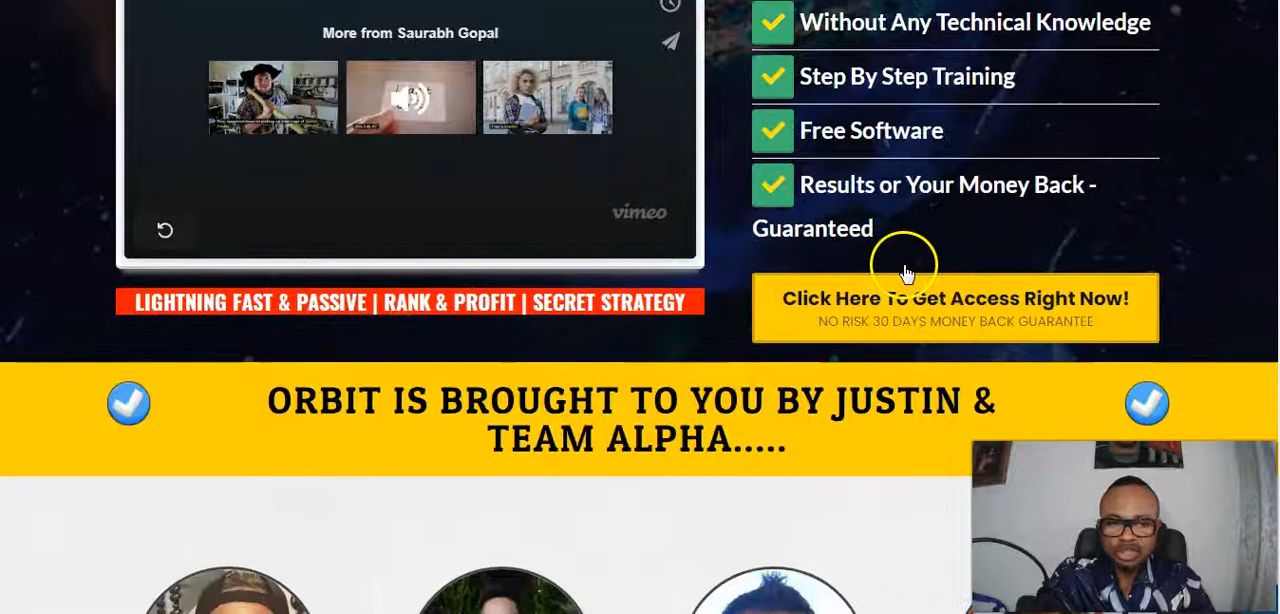 More from Saurabh Gopal
vimeo
LIGHTNING FAST & PASSIVE | RANK & PROFIT | SECRET STRATEGY
Without Any Technical Knowledge
Step By Step Training
Free Software
Results or Your Money Back -
Guaranteed
Click Here To Get Access Right Now!
NO RISK 30 DAYS MONEY BACK GUARANTEE
ORBIT IS BROUGHT TO YOU BY JUSTIN &
TEAM ALPHA.....